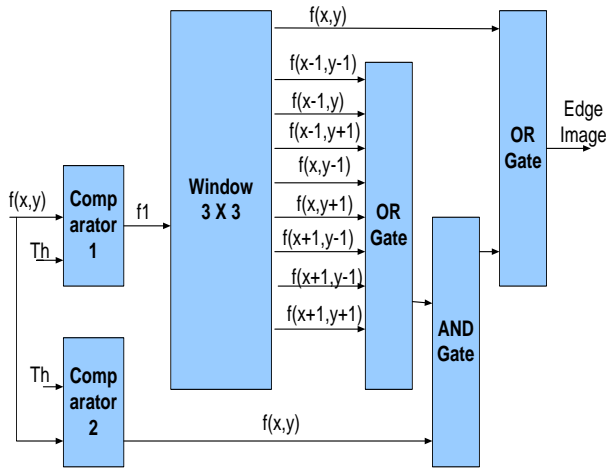 f(x,y)
f(x-1,y-1)
f(x-1,y)
f(x-1,y+1)
f(x,y-1)
f(x,y+1)
f(x+1,y-1)
f(x+1,y-1)
f(x+1,y+1)
Window
3 X 3
OR
Gate
OR
Gate
Edge
Image
f(x,y)
Th
Comp
arator
1
f1
AND
Gate
Th
Comp
arator
2
f(x,y)